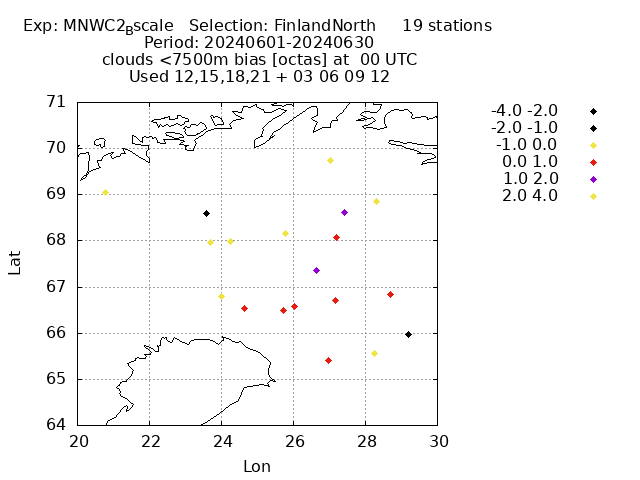 Exp: MNWC2_Bscale   Selection: FinlandNorth     19 stations
Period: 20240601-20240630
clouds <7500m bias [octas] at  00 UTC
Used 12,15,18,21 + 03 06 09 12
-4.0 -2.0
-2.0 -1.0
-1.0 0.0
0.0 1.0
1.0 2.0
2.0 4.0
71
70
69
68
67
66
65
64
Lat
20 22 24 26 28 30
Lon